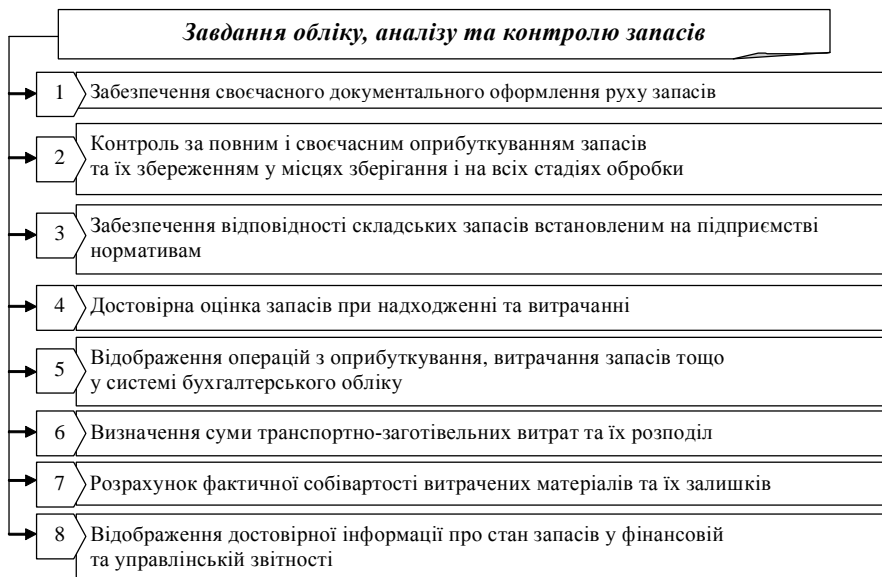 Завдання обліку, аналізу та контролю запасів
1 Забезпечення своєчасного документального оформлення руху запасів
2 Контроль за повним і своєчасним оприбуткуванням запасів
та їх збереженням у місцях зберігання і на всіх стадіях обробки
3 Забезпечення відповідності складських запасів встановленим на підприємстві
нормативам
4 Достовірна оцінка запасів при надходженні та витрачанні
5 Відображення операцій з оприбуткування, витрачання запасів тощо
у системі бухгалтерського обліку
6 Визначення суми транспортно-заготівельних витрат та їх розподіл
7 Розрахунок фактичної собівартості витрачених матеріалів та їх залишків
8 Відображення достовірної інформації про стан запасів у фінансовій
та управлінській звітності